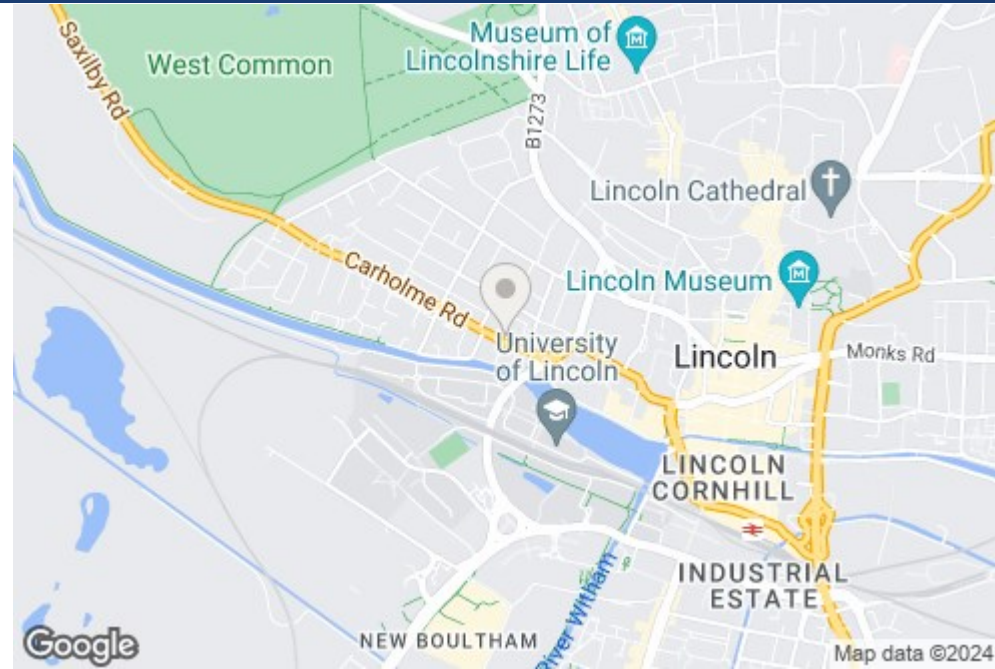 Saxilby Rd
West Common
Museum of
Lincolnshire Life
B1273
Lincoln Cathedral
Carholme Rd
Lincoln Museum
University
of Lincoln
Lincoln
Monks Rd
LINCOLN
CORNHILL
INDUSTRIAL
ESTATE
River Witham
NEW BOULTHAM
Google
Map data ©2024